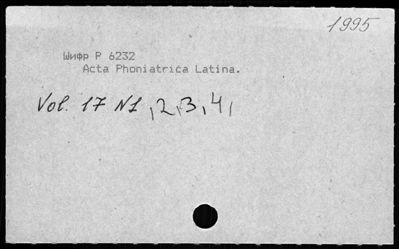 1995
Шифр Р 6232
Acta Phoniatrica Latina.
Vol. 17 N1, 2, 3, 4,